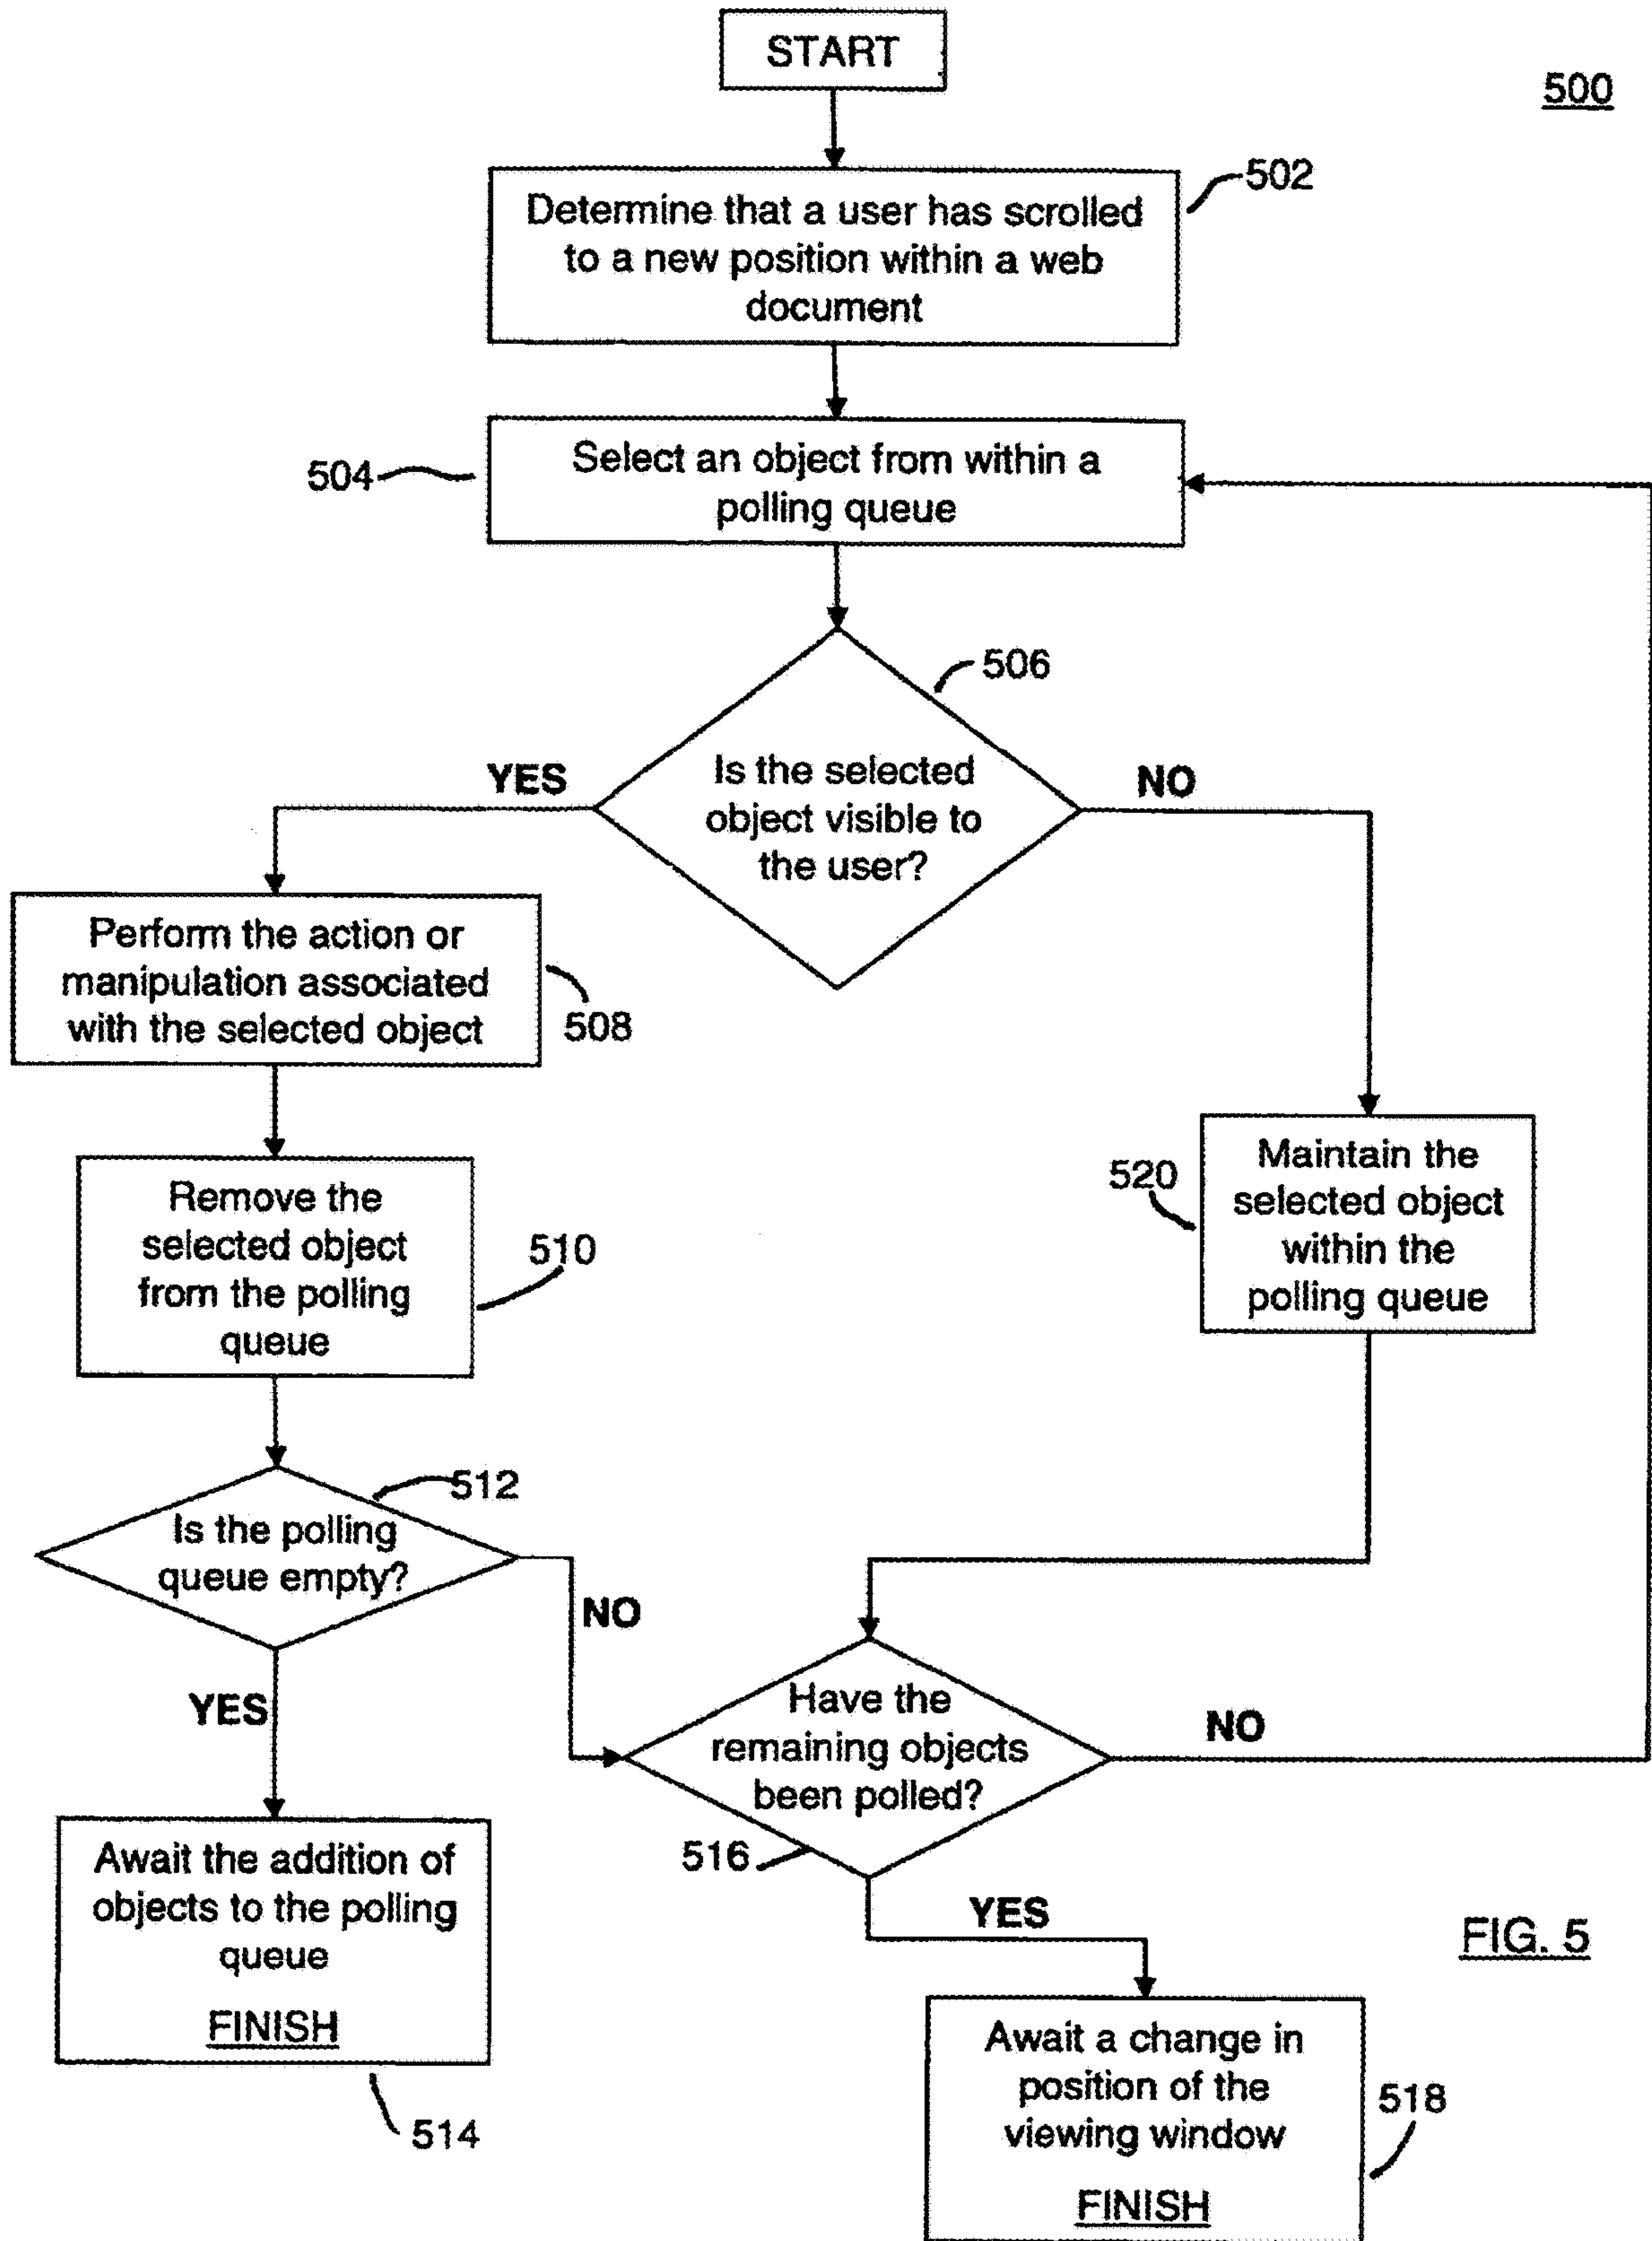 START
500
502
Determine that a user has scrolled
to a new position within a web
document
504
Select an object from within a
polling queue
506
Is the selected
object visible to
the user?
YES
NO
Perform the action or
manipulation associated
with the selected object
508
Remove the
selected object
from the polling
queue
510
520
Maintain the
selected object
within the
polling queue
512
Is the polling
queue empty?
NO
YES
Have the
remaining objects
been polled?
NO
516
YES
Await the addition of
objects to the polling
queue
FINISH
514
FIG. 5
Await a change in
position of the
viewing window
FINISH
518